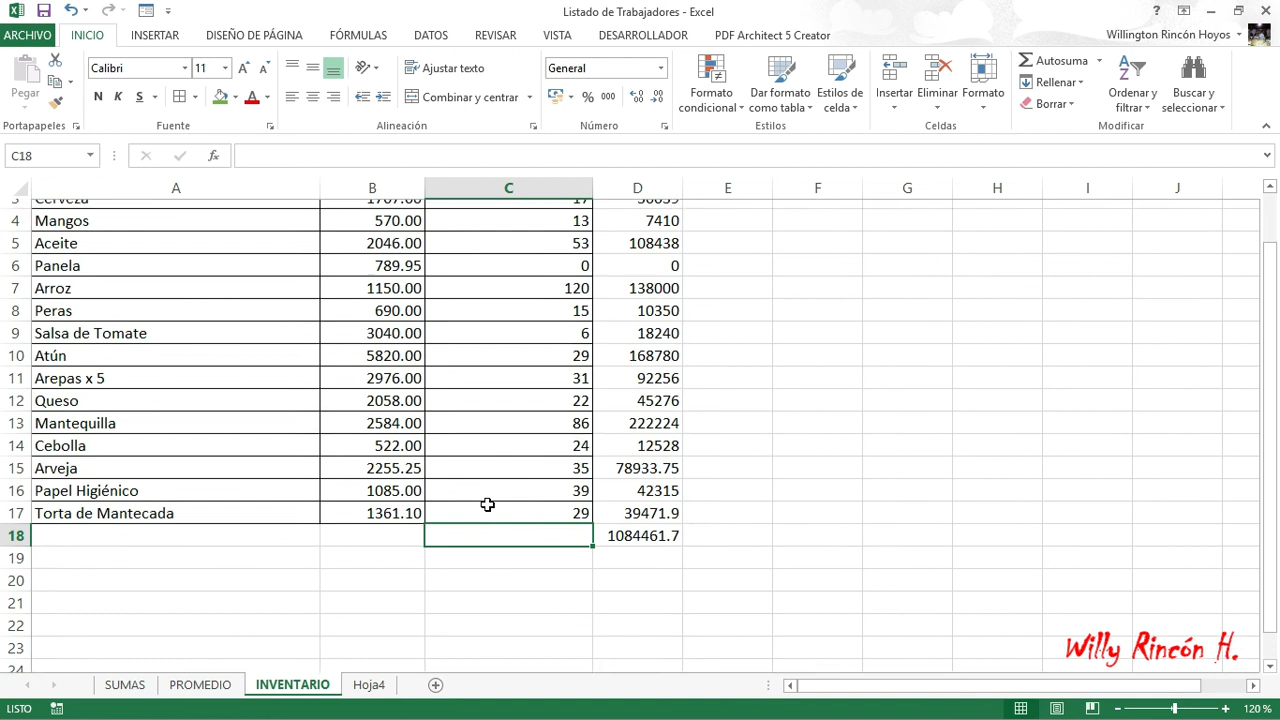 Listado de Trabajadores - Excel
?
ARCHIVO INICIO INSERTAR DISEÑO DE PÁGINA FÓRMULAS DATOS REVISAR VISTA DESARROLLADOR PDF Architect 5 Creator Willington Rincón Hoyos
Pegar
Calibri 11 A A
N K S A
Ajustar texto
Combinar y centrar
General
% 000
Formato condicional
Dar formato como tabla
Estilos de celda
Insertar
Eliminar
Formato
Autosuma
Rellenar
Borrar
Ordenar y filtrar
Buscar y seleccionar
Portapapeles Fuente Alineación Número Estilos Celdas Modificar
C18 fx
A B C D E F G H I J
3 Cerveza 1767.00 17 30039
4 Mangos 570.00 13 7410
5 Aceite 2046.00 53 108438
6 Panela 789.95 0 0
7 Arroz 1150.00 120 138000
8 Peras 690.00 15 10350
9 Salsa de Tomate 3040.00 6 18240
10 Atún 5820.00 29 168780
11 Arepas x 5 2976.00 31 92256
12 Queso 2058.00 22 45276
13 Mantequilla 2584.00 86 222224
14 Cebolla 522.00 24 12528
15 Arveja 2255.25 35 78933.75
16 Papel Higiénico 1085.00 39 42315
17 Torta de Mantecada 1361.10 29 39471.9
18 1084461.7
19
20
21
22
23
24
Willy Rincón H.
SUMAS PROMEDIO INVENTARIO Hoja4
LISTO 120 %